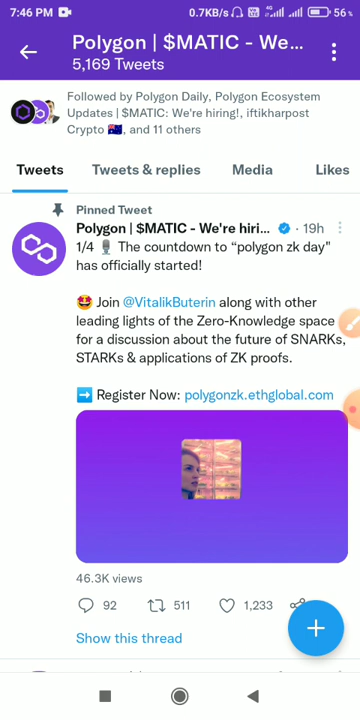 7:46 PM 0.7KB/s 4G 56%
Polygon | $MATIC - We...
5,169 Tweets
Followed by Polygon Daily, Polygon Ecosystem
Updates | $MATIC: We're hiring!, iftikharpost
Crypto 🇦🇺, and 11 others
Tweets Tweets & replies Media Likes
Pinned Tweet
Polygon | $MATIC - We're hiri... · 19h
1/4 🎙️ The countdown to “polygon zk day”
has officially started!
🤩 Join @VitalikButerin along with other
leading lights of the Zero-Knowledge space
for a discussion about the future of SNARKs,
STARKs & applications of ZK proofs.
➡️ Register Now: polygonzk.ethglobal.com
46.3K views
92 511 1,233
Show this thread